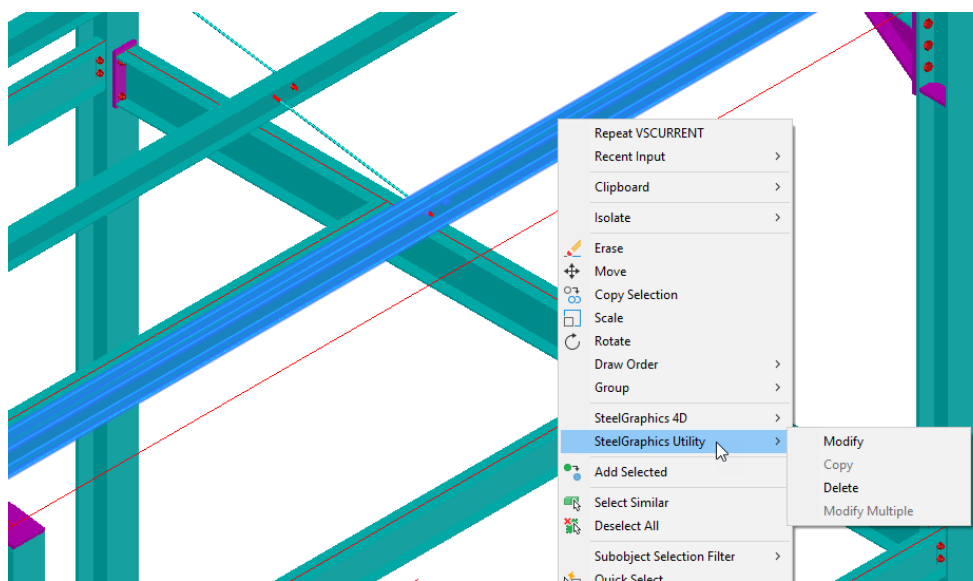 Repeat VSCURRENT
Recent Input
Clipboard
Isolate
Erase
Move
Copy Selection
Scale
Rotate
Draw Order
Group
SteelGraphics 4D
SteelGraphics Utility
Modify
Copy
Delete
Modify Multiple
Add Selected
Select Similar
Deselect All
Subobject Selection Filter
Quick Select